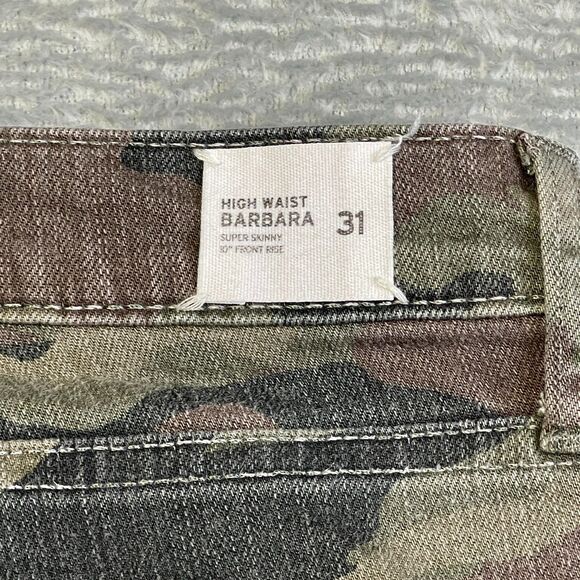 HIGH WAIST
BARBARA 31
SUPER SKINNY
10" FRONT RISE